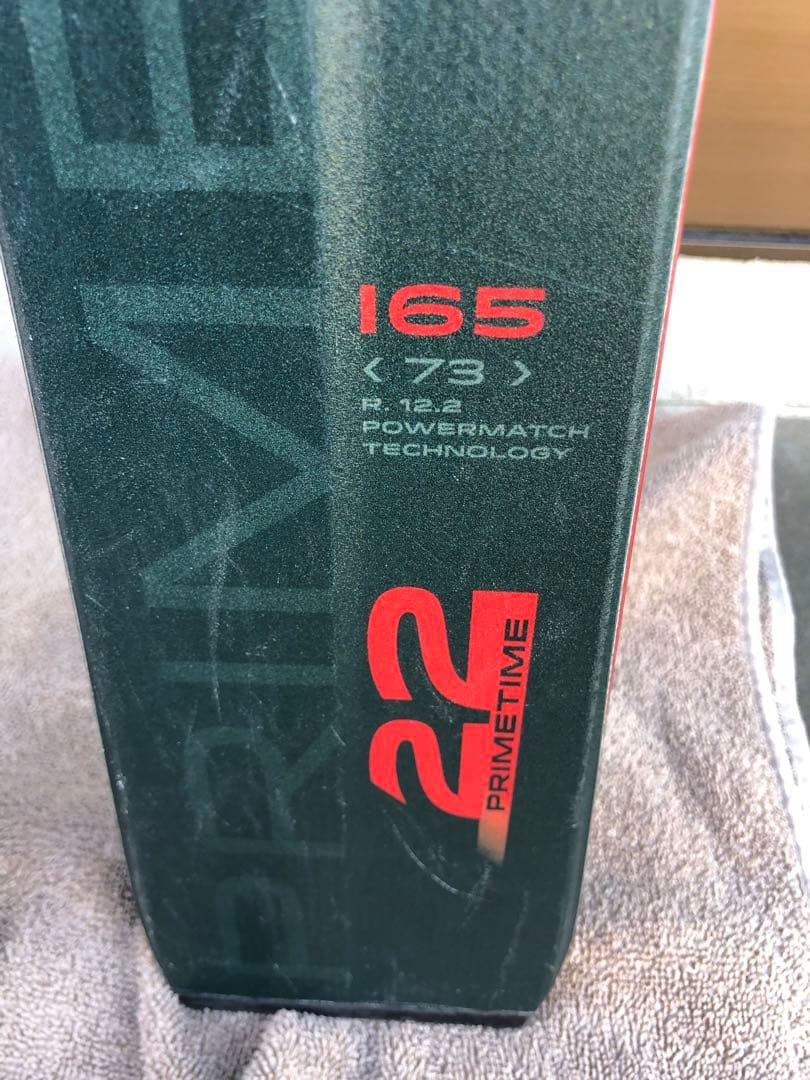 PRIME
165
< 73 >
R. 12.2
POWERMATCH
TECHNOLOGY
22
PRIMETIME